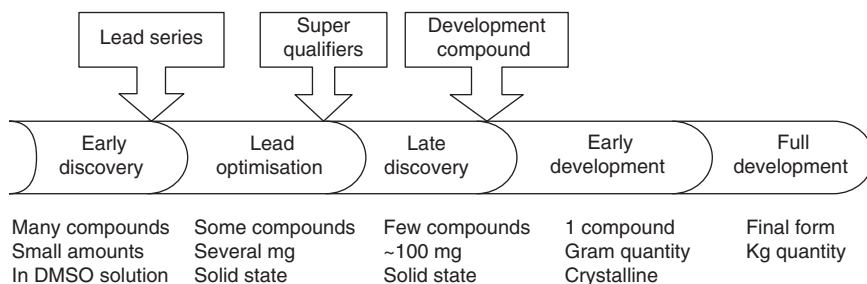 Lead series
Super
qualifiers
Development
compound
Early
discovery
Lead
optimisation
Late
discovery
Early
development
Full
development
Many compounds
Small amounts
In DMSO solution
Some compounds
Several mg
Solid state
Few compounds
~100 mg
Solid state
1 compound
Gram quantity
Crystalline
Final form
Kg quantity